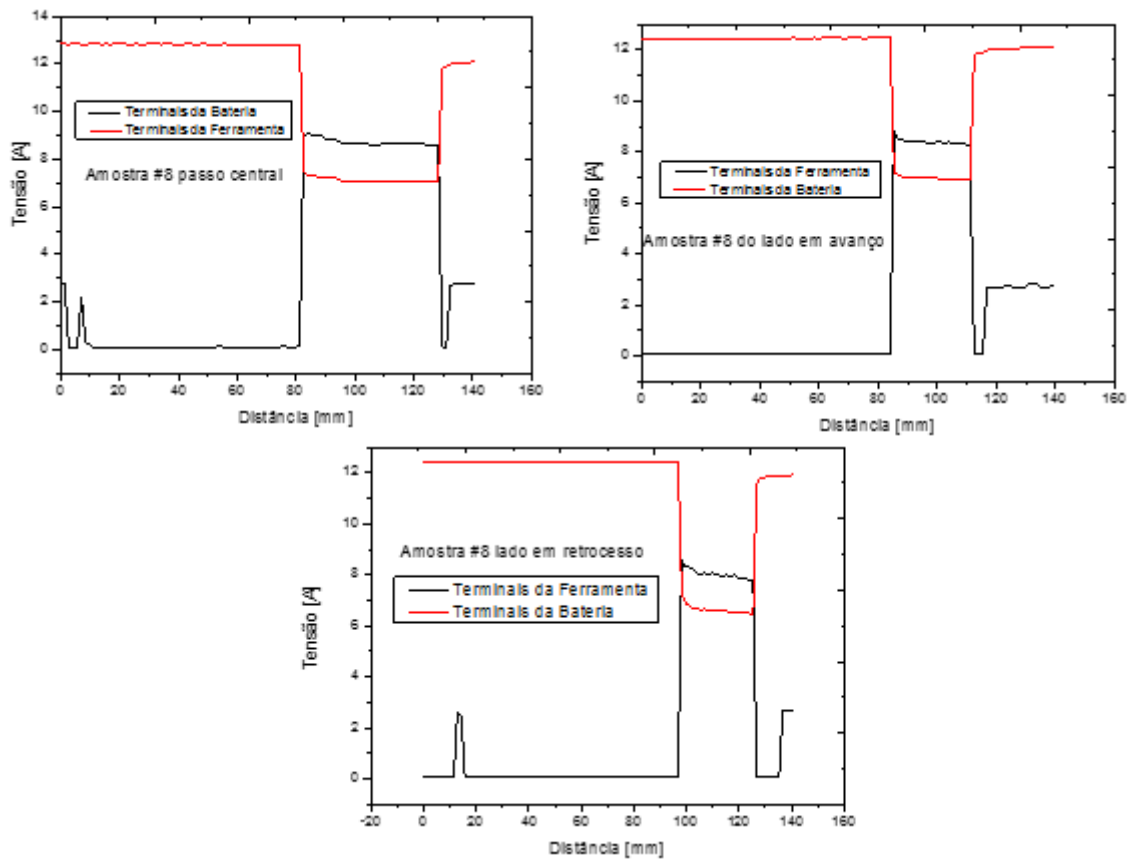 14
12
10
8
6
4
2
0
Tensão [A]
Terminais da Bateria
Terminais da Ferramenta
Amostra #8 passo central
0 20 40 60 80 100 120 140 160
Distância [mm]
12
10
8
6
4
2
0
Tensão [A]
Terminais da Ferramenta
Terminais da Bateria
Amostra #8 do lado em avanço
0 20 40 60 80 100 120 140 160
Distância [mm]
12
10
8
6
4
2
0
Tensão [A]
Amostra #8 lado em retrocesso
Terminais da Ferramenta
Terminais da Bateria
-20 0 20 40 60 80 100 120 140 160
Distância [mm]